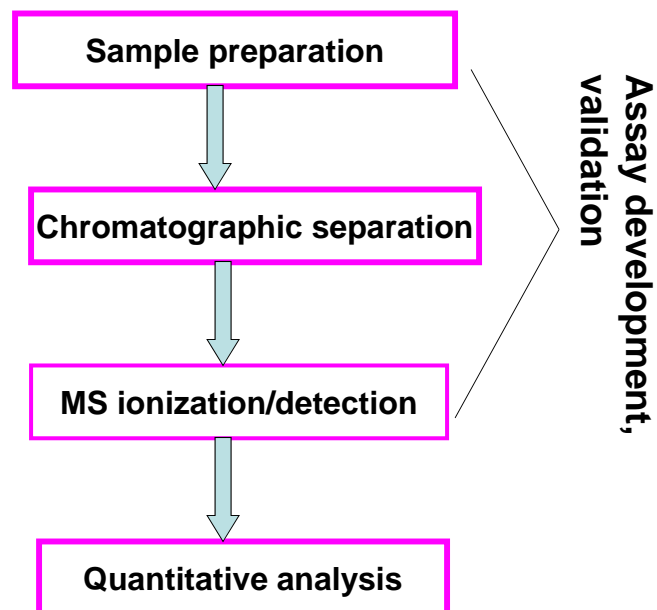 Sample preparation
Chromatographic separation
MS ionization/detection
Quantitative analysis
Assay development,
validation